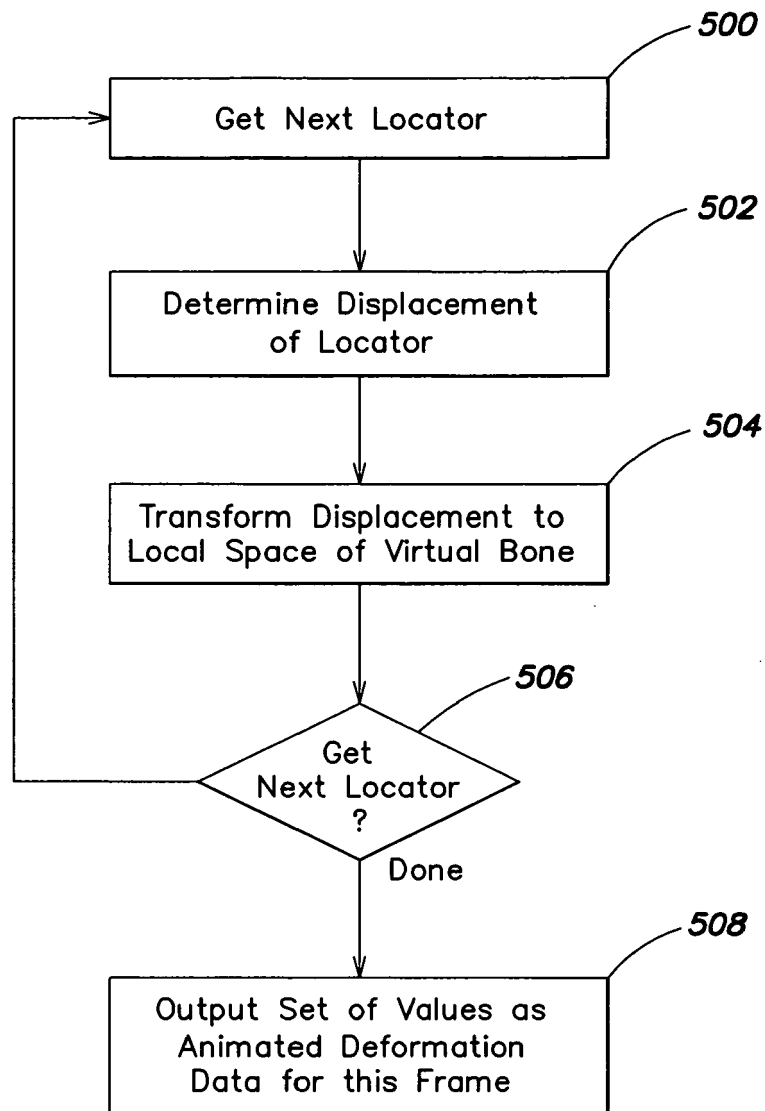 500
Get Next Locator
502
Determine Displacement
of Locator
504
Transform Displacement to
Local Space of Virtual Bone
506
Get
Next Locator
?
Done
508
Output Set of Values as
Animated Deformation
Data for this Frame